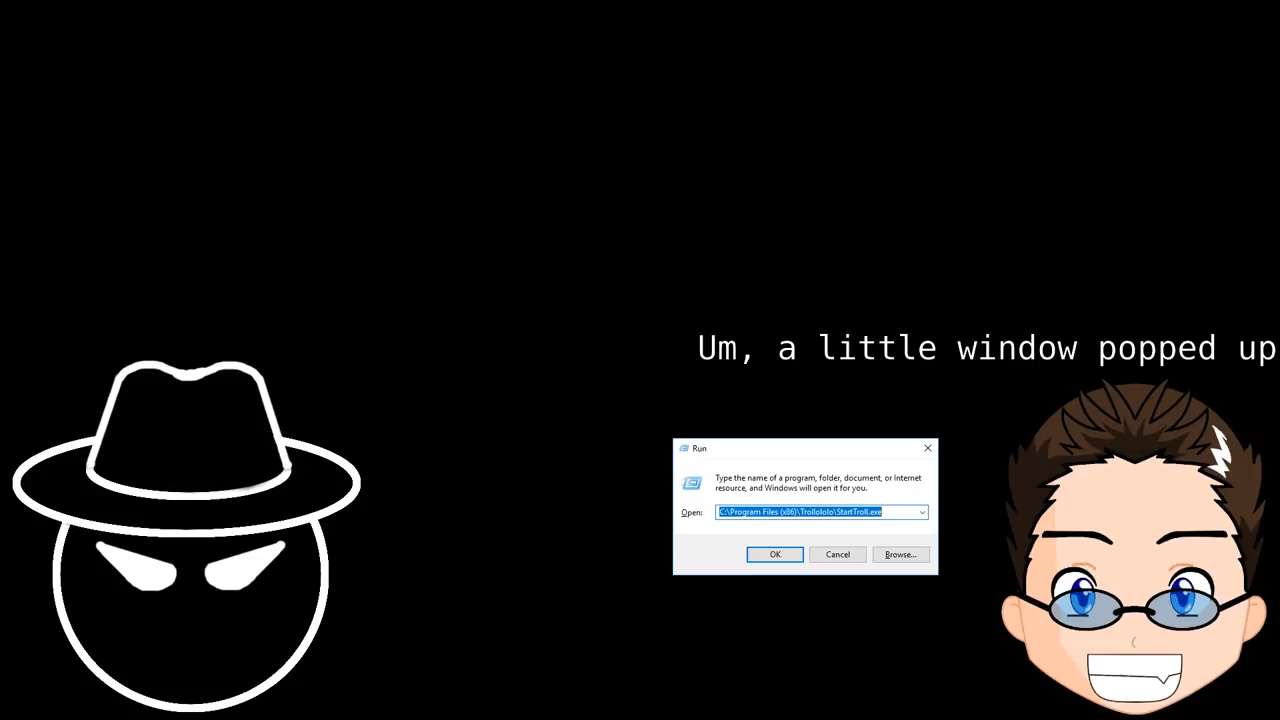 Um, a little window popped up
Run
Type the name of a program, folder, document, or Internet
resource, and Windows will open it for you.
Open: C:\Program Files (x86)\Trollololo\StartTroll.exe
OK Cancel Browse...